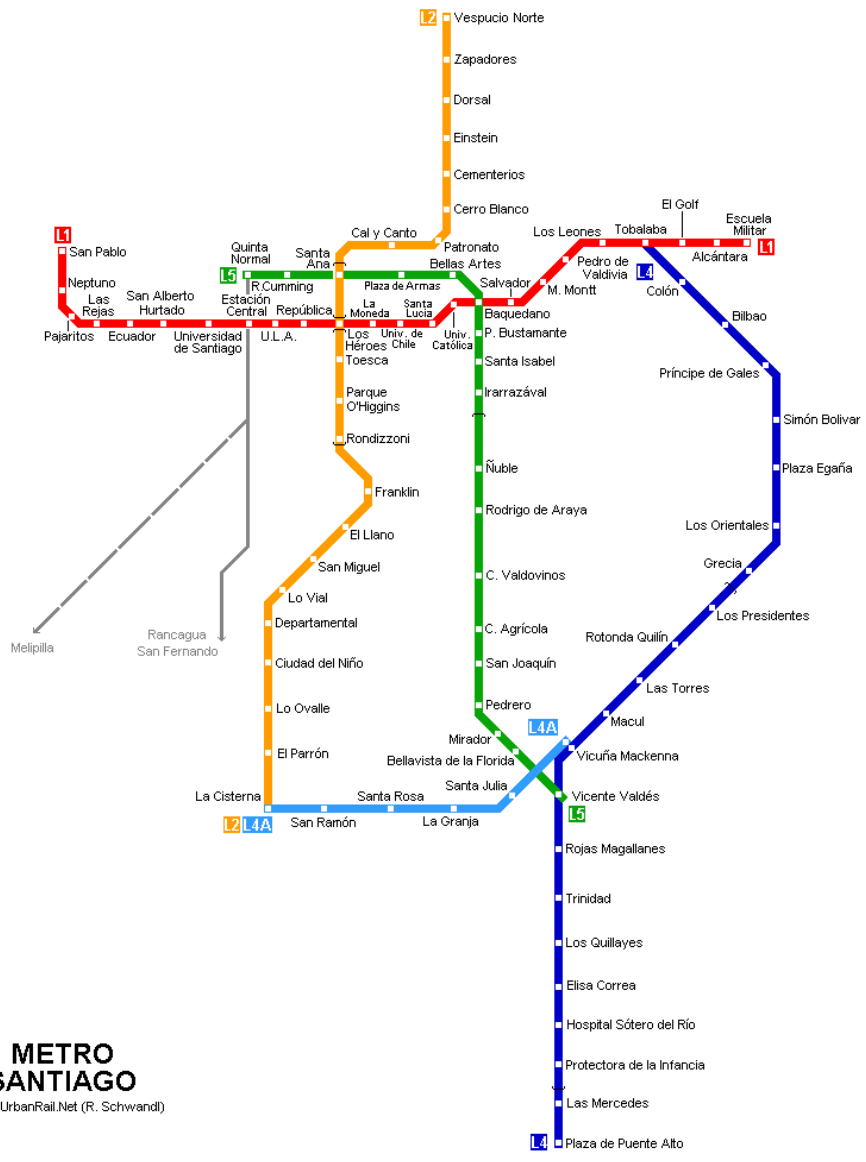 L2
Vespucio Norte
Zapadores
Dorsal
Einstein
Cementerios
Cerro Blanco
Cal y Canto
Patronato
L1
San Pablo
Neptuno
Las
Rejas
San Alberto
Hurtado
Pajaritos
Ecuador
Universidad
de Santiago
Quinta
Normal
L5
R.Cumming
Estación
Central
U.L.A.
República
Santa
Ana
Plaza de Armas
Bellas Artes
La
Moneda
Santa
Lucia
Los
Héroes
Univ. de
Chile
Univ.
Católica
Salvador
Baquedano
M. Montt
Pedro de
Valdivia
Los Leones
Tobalaba
El Golf
Alcántara
Escuela
Militar
L1
L4
Colón
Bilbao
Príncipe de Gales
Simón Bolivar
Plaza Egaña
Los Orientales
Grecia
Los Presidentes
Rotonda Quilín
Las Torres
Macul
Vicuña Mackenna
P. Bustamante
Santa Isabel
Irarrazával
Ñuble
Rodrigo de Araya
C. Valdovinos
C. Agrícola
San Joaquín
Pedrero
Mirador
Bellavista de la Florida
Toesca
Parque
O'Higgins
Rondizzoni
Franklin
El Llano
San Miguel
Lo Vial
Departamental
Ciudad del Niño
Lo Ovalle
El Parrón
La Cisterna
L2 L4A
San Ramón
Santa Rosa
La Granja
Santa Julia
L4A
Vicente Valdés
L5
Rojas Magallanes
Trinidad
Los Quillayes
Elisa Correa
Hospital Sótero del Río
Protectora de la Infancia
Las Mercedes
L4
Plaza de Puente Alto
Melipilla
Rancagua
San Fernando
METRO
SANTIAGO
UrbanRail.Net (R. Schwandl)